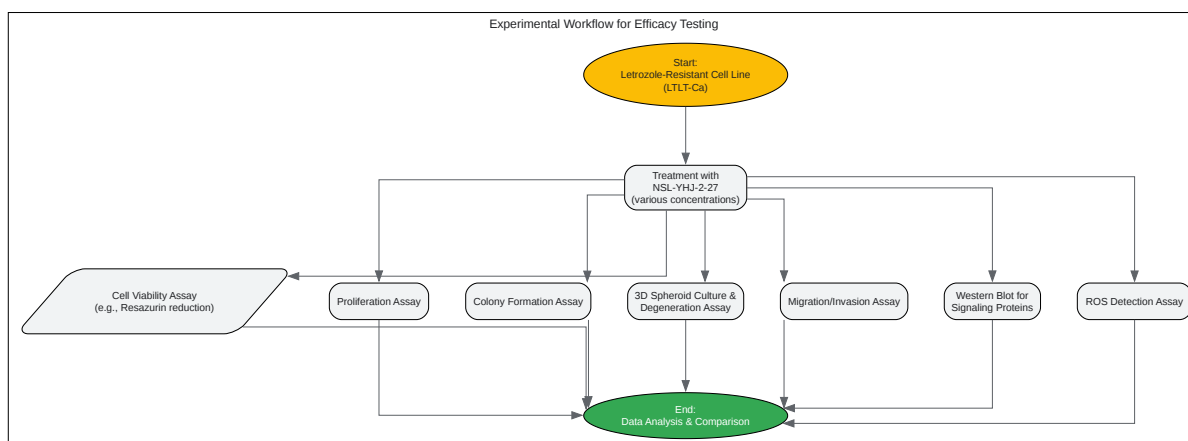 Experimental Workflow for Efficacy Testing
Start:
Letrozole-Resistant Cell Line
(LTLT-Ca)
Treatment with
NSL-YHJ-2-27
(various concentrations)
Cell Viability Assay
(e.g., Resazurin reduction)
Proliferation Assay
Colony Formation Assay
3D Spheroid Culture &
Degeneration Assay
Migration/Invasion Assay
Western Blot for
Signaling Proteins
ROS Detection Assay
End:
Data Analysis & Comparison